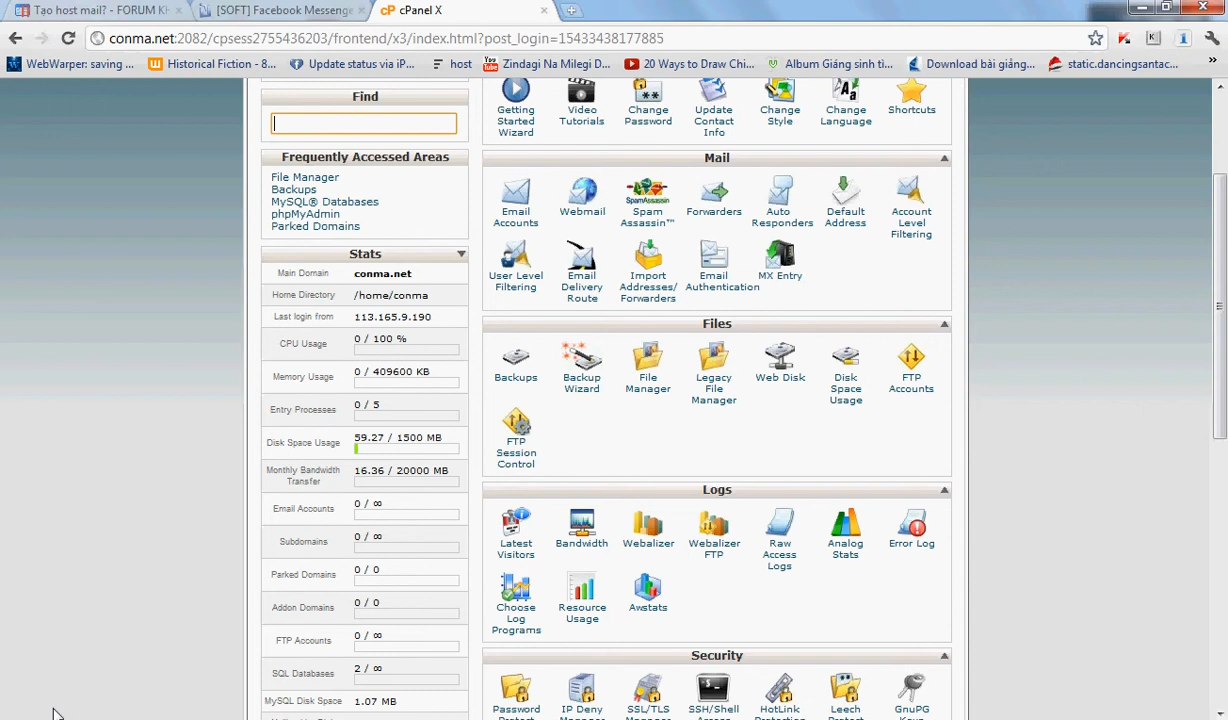 Tạo host mail? - FORUM KH
[SOFT] Facebook Messenge
cP cPanel X
conma.net:2082/cpsess2755436203/frontend/x3/index.html?post_login=15433438177885
WebWarper: saving ...
Historical Fiction - 8...
Update status via iP...
host
Zindagi Na Milegi D...
20 Ways to Draw Chi...
Album Giáng sinh ti...
Download bài giảng...
static.dancingsantac...
Find
Frequently Accessed Areas
File Manager
Backups
MySQL® Databases
phpMyAdmin
Parked Domains
Stats
Main Domain conma.net
Home Directory /home/conma
Last login from 113.165.9.190
CPU Usage 0 / 100 %
Memory Usage 0 / 409600 KB
Entry Processes 0 / 5
Disk Space Usage 59.27 / 1500 MB
Monthly Bandwidth
Transfer
16.36 / 20000 MB
Email Accounts 0 / ∞
Subdomains 0 / ∞
Parked Domains 0 / 0
Addon Domains 0 / 0
FTP Accounts 0 / ∞
SQL Databases 2 / ∞
MySQL Disk Space 1.07 MB
Getting
Started
Wizard
Video
Tutorials
Change
Password
Update
Contact
Info
Change
Style
Change
Language
Shortcuts
Mail
Email
Accounts
Webmail
Spam
Assassin™
Forwarders
Auto
Responders
Default
Address
Account
Level
Filtering
User Level
Filtering
Email
Delivery
Route
Import
Addresses/
Forwarders
Email
Authentication
MX Entry
Files
Backups
Backup
Wizard
File
Manager
Legacy
File
Manager
Web Disk
Disk
Space
Usage
FTP
Accounts
FTP
Session
Control
Logs
Latest
Visitors
Bandwidth
Webalizer
Webalizer
FTP
Raw
Access
Logs
Analog
Stats
Error Log
Choose
Log
Programs
Resource
Usage
Awstats
Security
Password
Protect
IP Deny
Manager
SSL/TLS
Manager
SSH/Shell
Access
HotLink
Protection
Leech
Protect
GnuPG
Keys